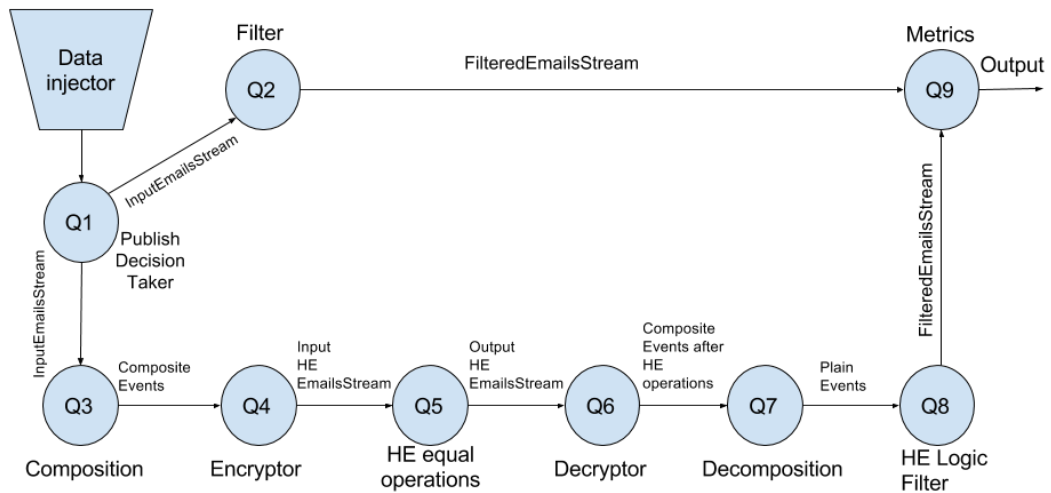 Data
injector
Filter
Q2
FilteredEmailsStream
Metrics
Q9
Output
InputEmailsStream
Q1
Publish
Decision
Taker
InputEmailsStream
FilteredEmailsStream
Q3
Composite
Events
Q4
Input
HE
EmailsStream
Q5
Output
HE
EmailsStream
Q6
Composite
Events after
HE
operations
Q7
Plain
Events
Q8
Composition
Encryptor
HE equal
operations
Decryptor
Decomposition
HE Logic
Filter